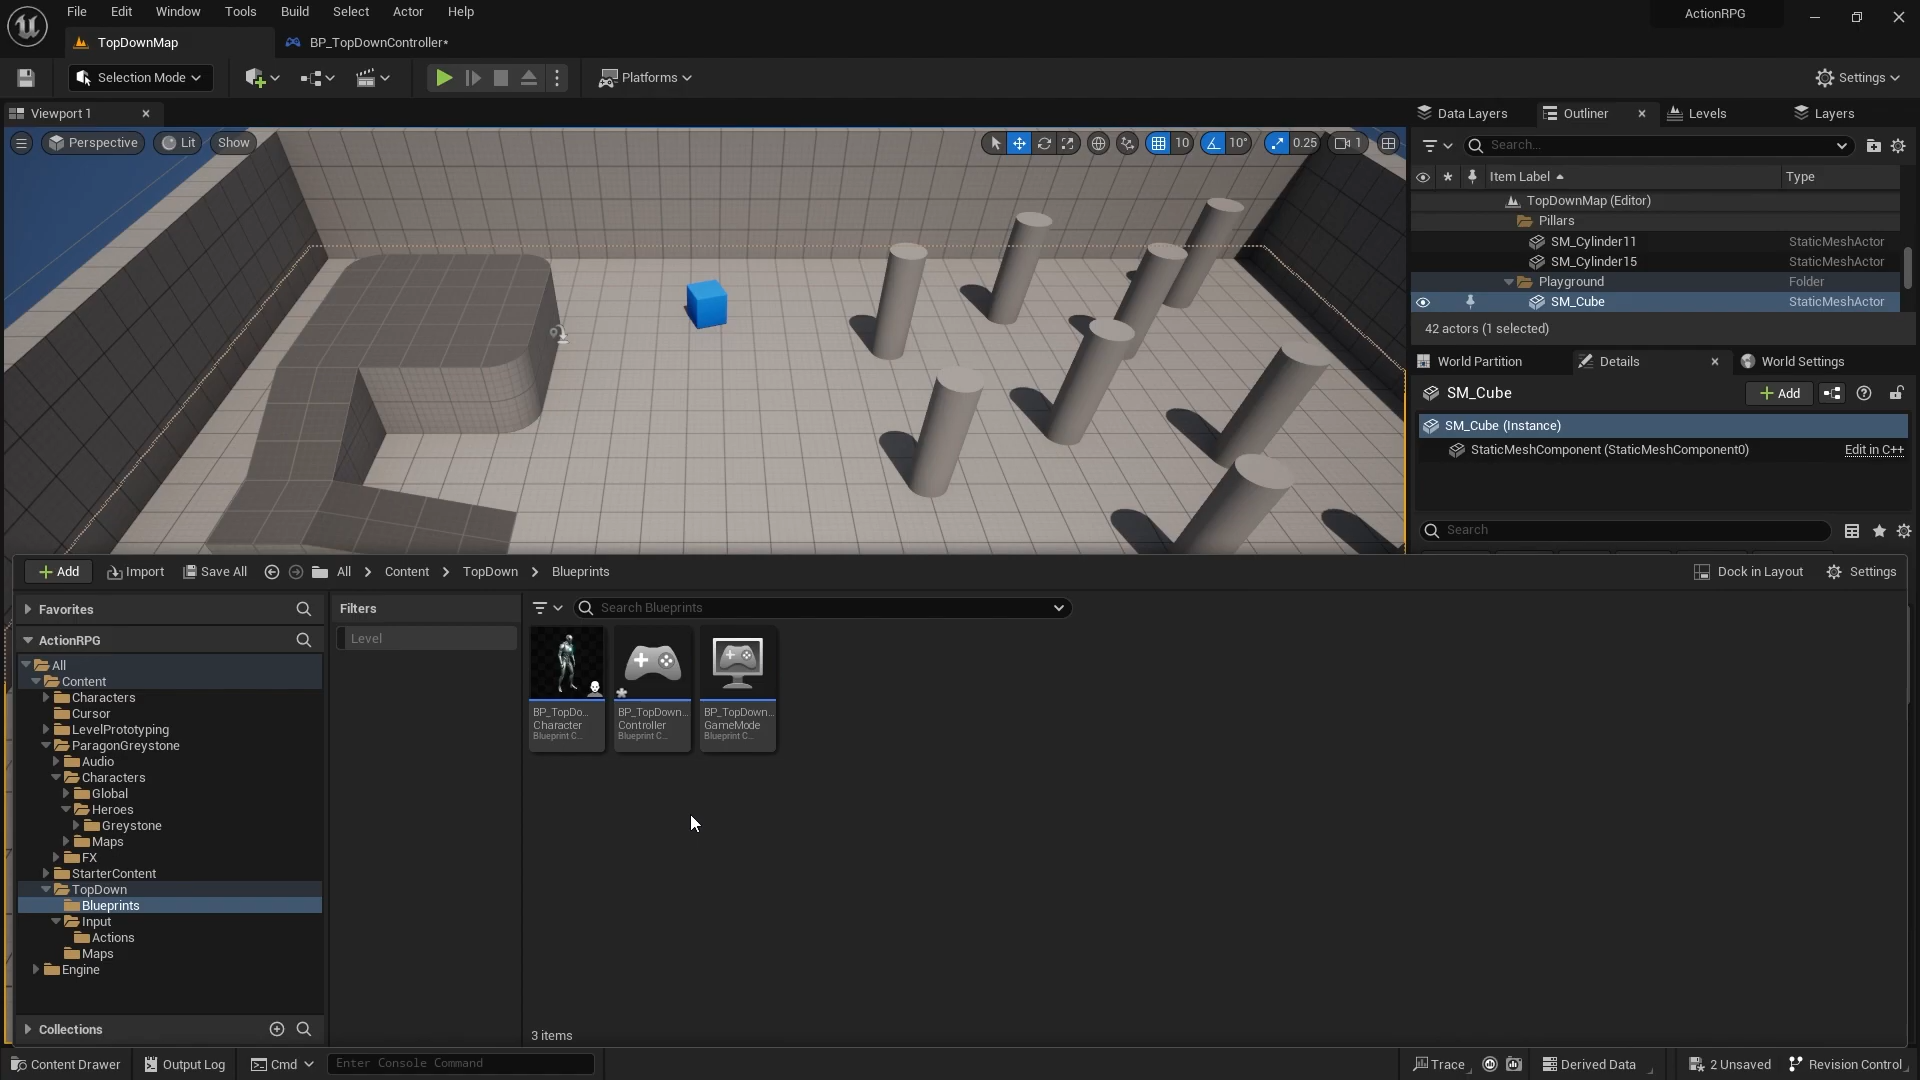 File Edit Window Tools Build Select Actor Help
ActionRPG
TopDownMap
BP_TopDownController*
Selection Mode
Platforms
Settings
Viewport 1
Perspective Lit Show
10 10° 0.25 1
Data Layers Outliner Levels Layers
Search...
Item Label Type
TopDownMap (Editor)
Pillars
SM_Cylinder11 StaticMeshActor
SM_Cylinder15 StaticMeshActor
Playground Folder
SM_Cube StaticMeshActor
42 actors (1 selected)
World Partition Details World Settings
SM_Cube
Add
SM_Cube (Instance)
StaticMeshComponent (StaticMeshComponent0) Edit in C++
Search
Add Import Save All All Content TopDown Blueprints
Dock in Layout Settings
Favorites
ActionRPG
All
Content
Characters
Cursor
LevelPrototyping
ParagonGreystone
Audio
Characters
Global
Heroes
Greystone
Maps
FX
StarterContent
TopDown
Blueprints
Input
Actions
Maps
Engine
Collections
Filters
Level
Search Blueprints
BP_TopDo...
Character
Blueprint C...
BP_TopDown...
Controller
Blueprint C...
BP_TopDown...
GameMode
Blueprint C...
3 items
Content Drawer Output Log Cmd Enter Console Command
Trace Derived Data 2 Unsaved Revision Control